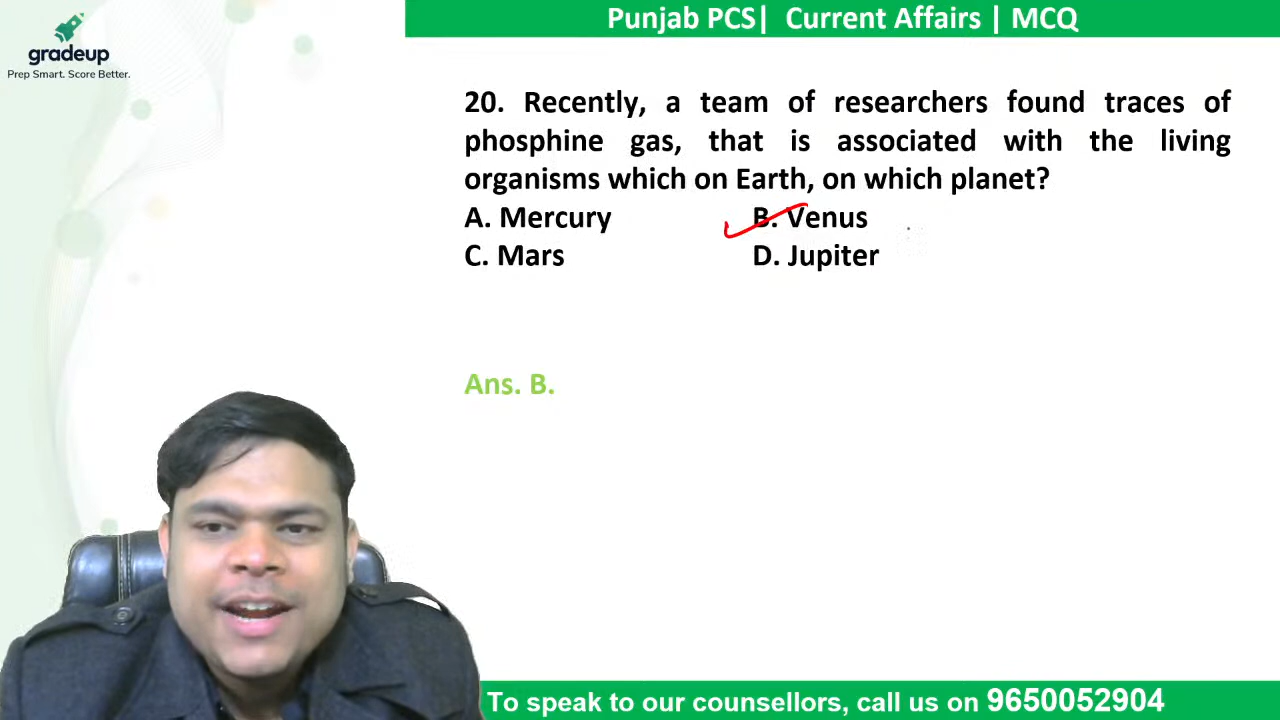 Punjab PCS| Current Affairs | MCQ
gradeup
Prep Smart. Score Better.
20. Recently, a team of researchers found traces of
phosphine gas, that is associated with the living
organisms which on Earth, on which planet?
A. Mercury B. Venus
C. Mars D. Jupiter
Ans. B.
To speak to our counsellors, call us on 9650052904